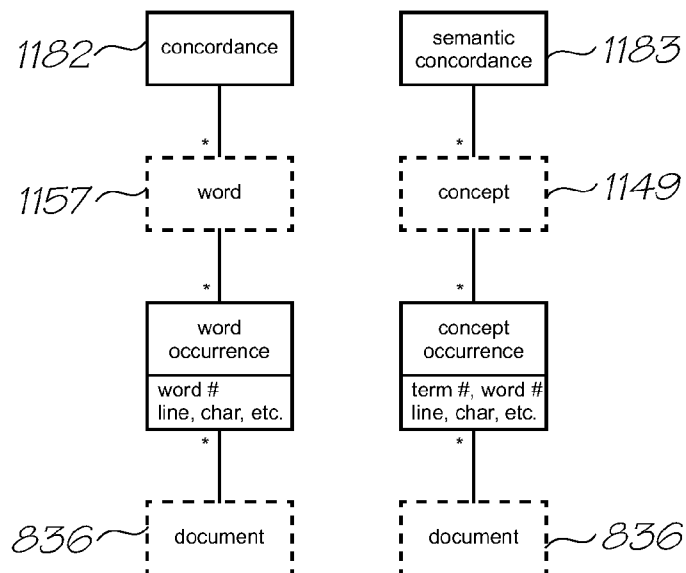 1182
concordance
semantic
concordance
1183
*
*
1157
word
concept
1149
*
*
word
occurrence
concept
occurrence
word #
line, char, etc.
term #, word #
line, char, etc.
*
*
836
document
document
836